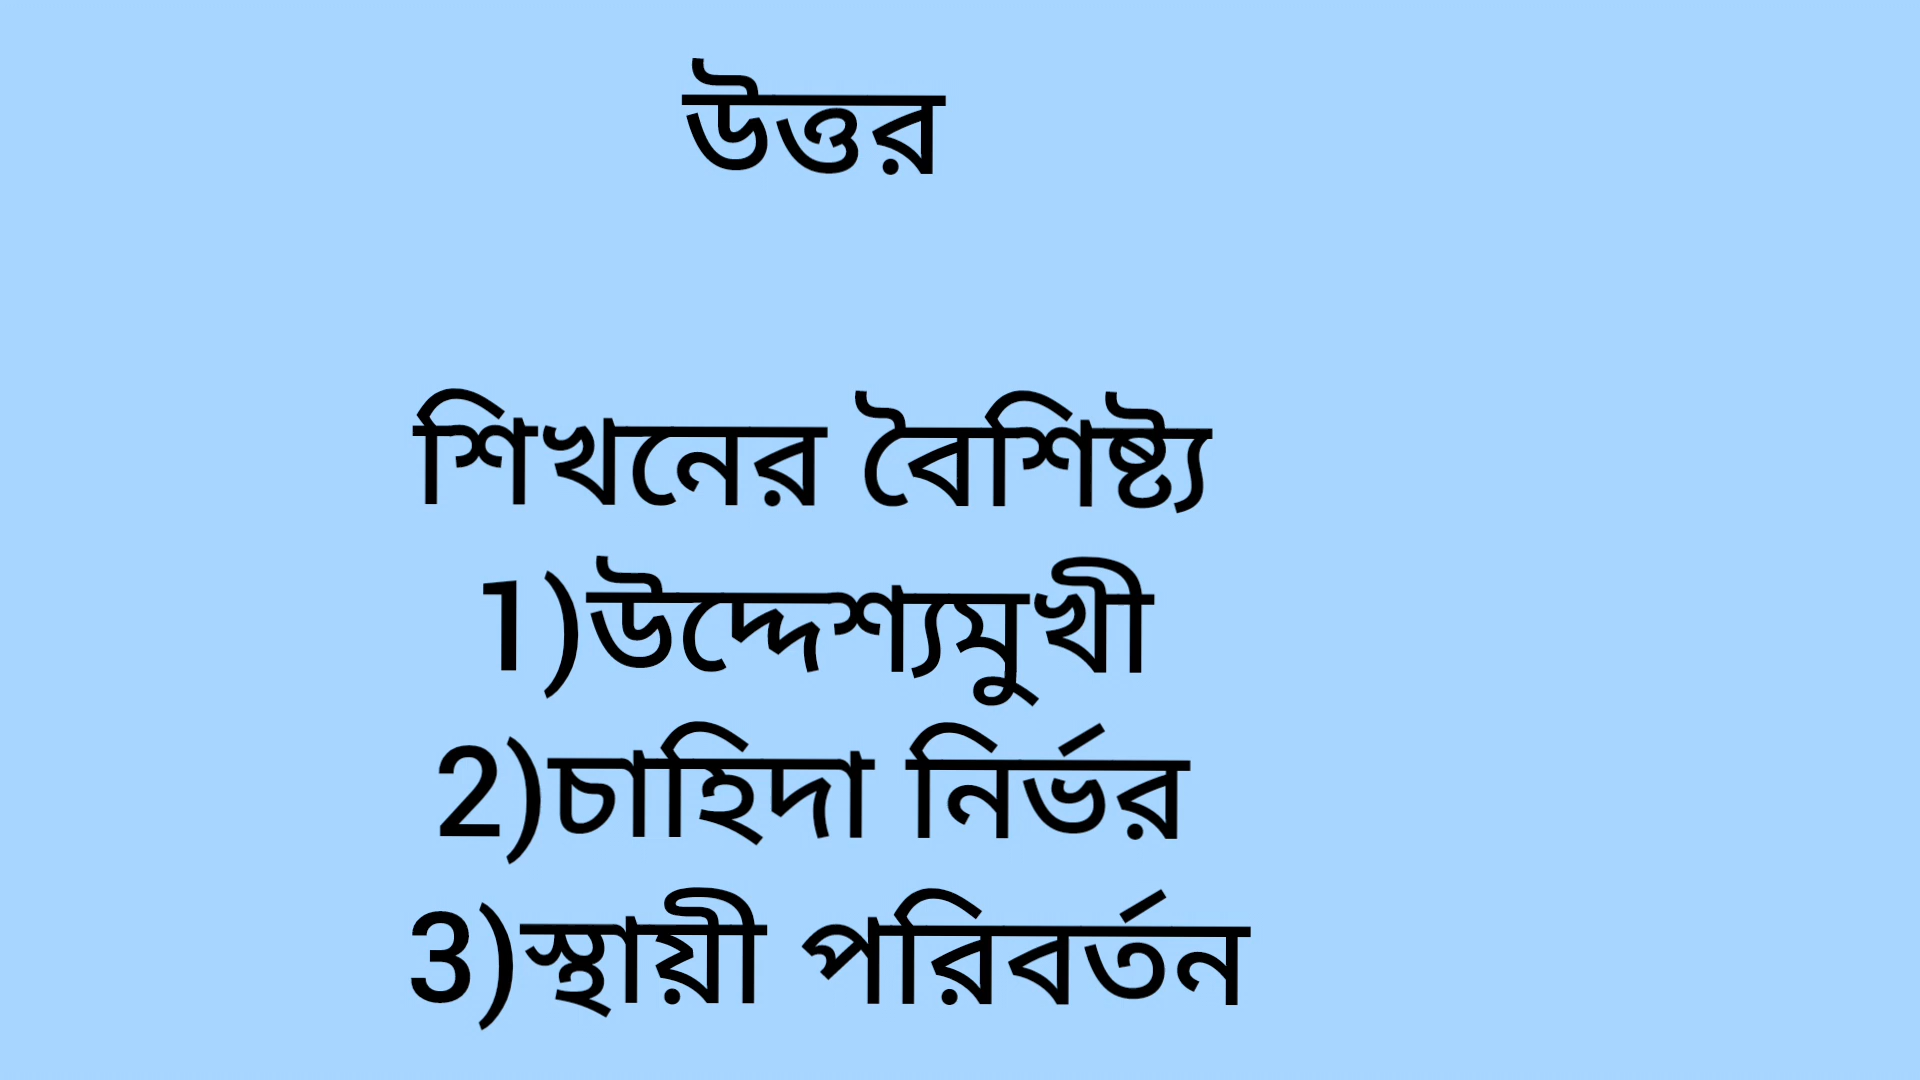 উত্তর
শিখনের বৈশিষ্ট্য
1)উদ্দেশ্যমুখী
2)চাহিদা নির্ভর
3)স্থায়ী পরিবর্তন